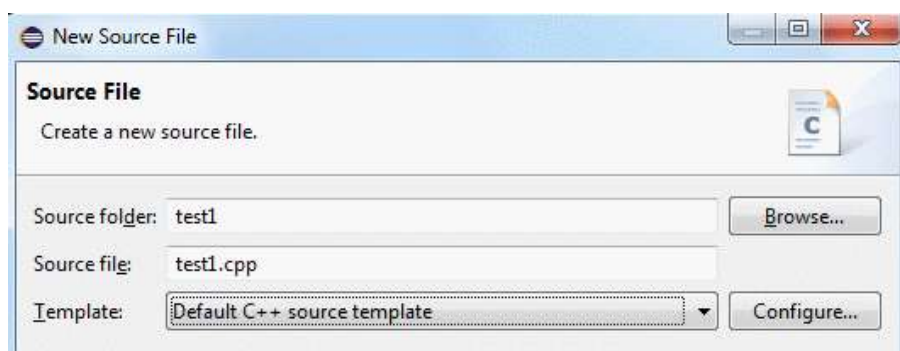 New Source File
Source File
Create a new source file.
C
Source folder: test1 Browse...
Source file: test1.cpp
Template: Default C++ source template Configure...